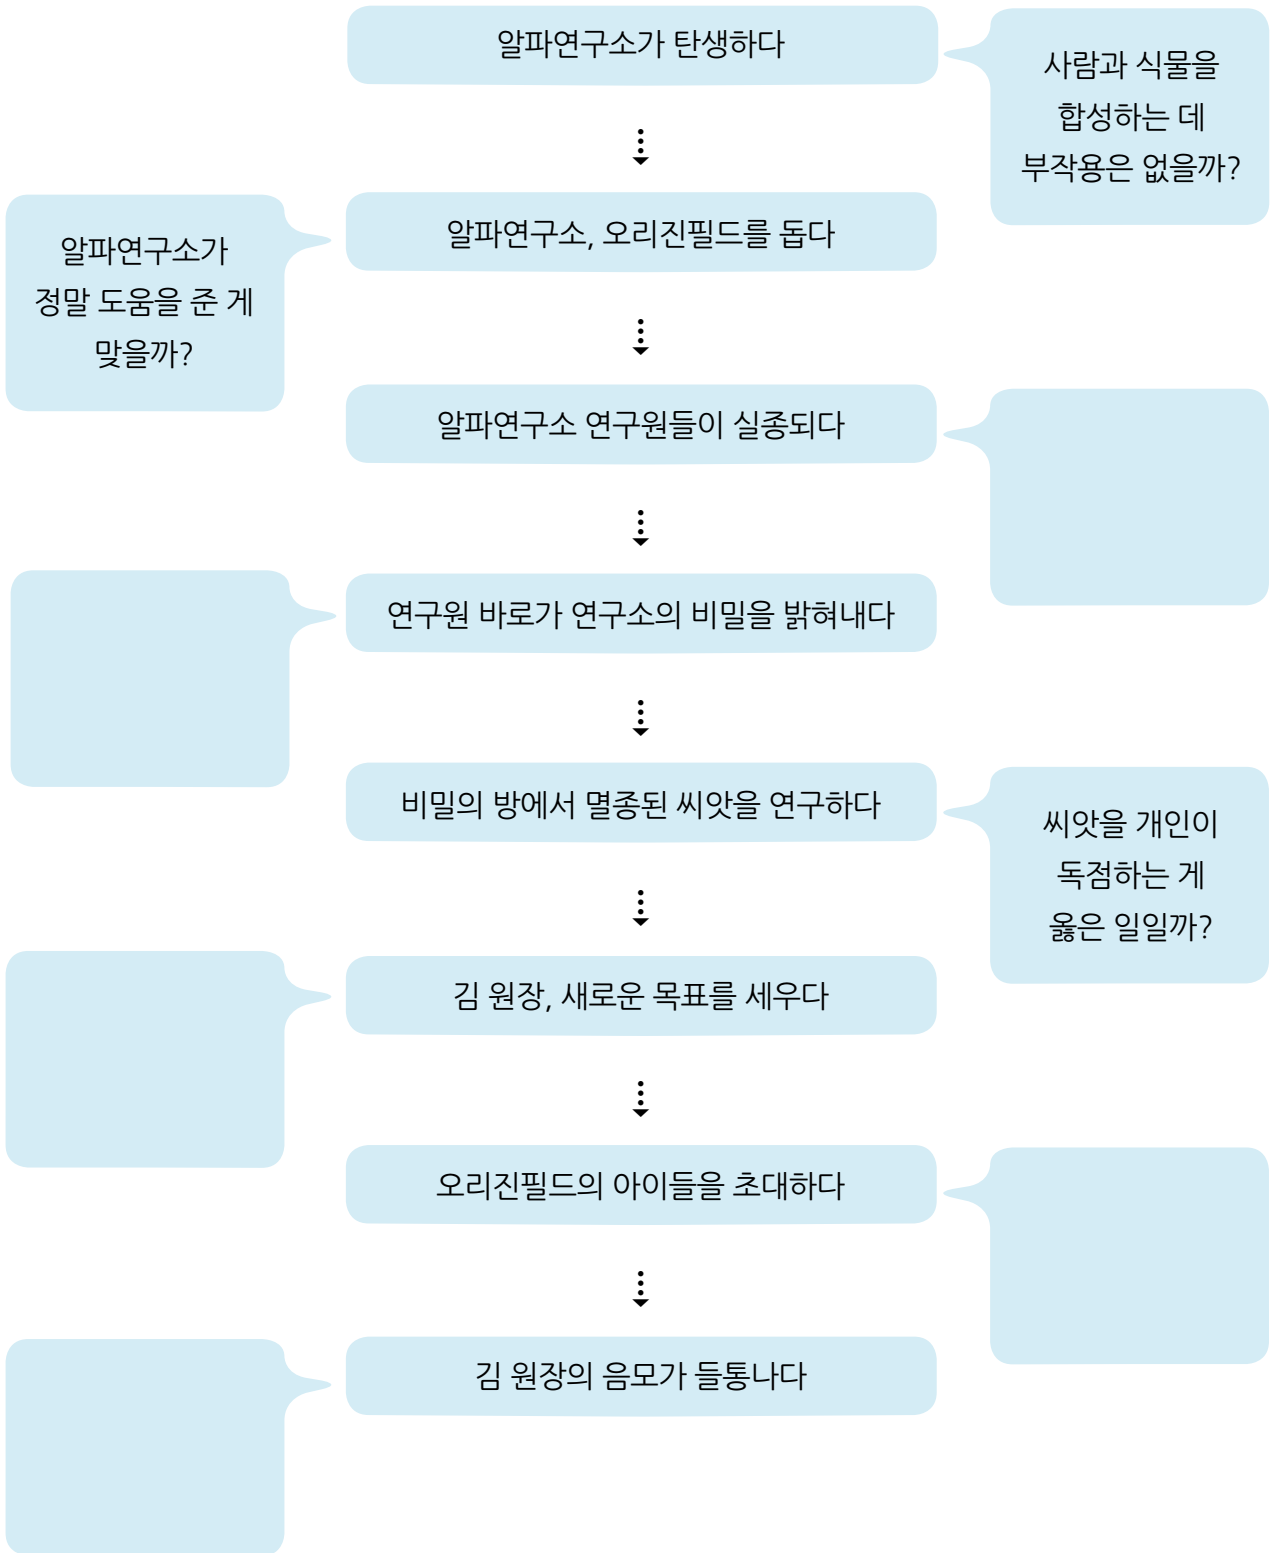 알파연구소가 탄생하다
사람과 식물을
합성하는 데
부작용은 없을까?
알파연구소, 오리진필드를 돕다
알파연구소가
정말 도움을 준 게
맞을까?
알파연구소 연구원들이 실종되다
연구원 바로가 연구소의 비밀을 밝혀내다
비밀의 방에서 멸종된 씨앗을 연구하다
씨앗을 개인이
독점하는 게
옳은 일일까?
김 원장, 새로운 목표를 세우다
오리진필드의 아이들을 초대하다
김 원장의 음모가 들통나다